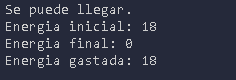 Se puede llegar.
Energia inicial: 18
Energia final: 0
Energia gastada: 18